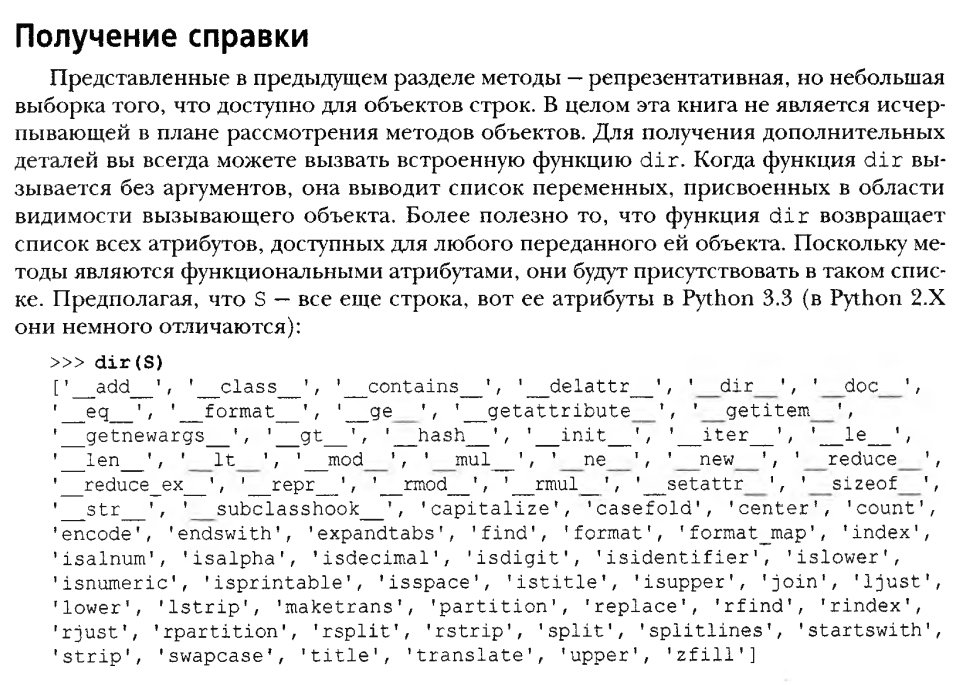 Получение справки
Представленные в предыдущем разделе методы — репрезентативная, но небольшая
выборка того, что доступно для объектов строк. В целом эта книга не является исчер-
пывающей в плане рассмотрения методов объектов. Для получения дополнительных
деталей вы всегда можете вызвать встроенную функцию dir. Когда функция dir вы-
зывается без аргументов, она выводит список переменных, присвоенных в области
видимости вызывающего объекта. Более полезно то, что функция dir возвращает
список всех атрибутов, доступных для любого переданного ей объекта. Поскольку ме-
тоды являются функциональными атрибутами, они будут присутствовать в таком спис-
ке. Предполагая, что S — все еще строка, вот ее атрибуты в Python 3.3 (в Python 2.X
они немного отличаются):
>>> dir(S)
['__add__', '__class__', '__contains__', '__delattr__', '__dir__', '__doc__',
'__eq__', '__format__', '__ge__', '__getattribute__', '__getitem__',
'__getnewargs__', '__gt__', '__hash__', '__init__', '__iter__', '__le__',
'__len__', '__lt__', '__mod__', '__mul__', '__ne__', '__new__', '__reduce__',
'__reduce_ex__', '__repr__', '__rmod__', '__rmul__', '__setattr__', '__sizeof__',
'__str__', '__subclasshook__', 'capitalize', 'casefold', 'center', 'count',
'encode', 'endswith', 'expandtabs', 'find', 'format', 'format_map', 'index',
'isalnum', 'isalpha', 'isdecimal', 'isdigit', 'isidentifier', 'islower',
'isnumeric', 'isprintable', 'isspace', 'istitle', 'isupper', 'join', 'ljust',
'lower', 'lstrip', 'maketrans', 'partition', 'replace', 'rfind', 'rindex',
'rjust', 'rpartition', 'rsplit', 'rstrip', 'split', 'splitlines', 'startswith',
'strip', 'swapcase', 'title', 'translate', 'upper', 'zfill']